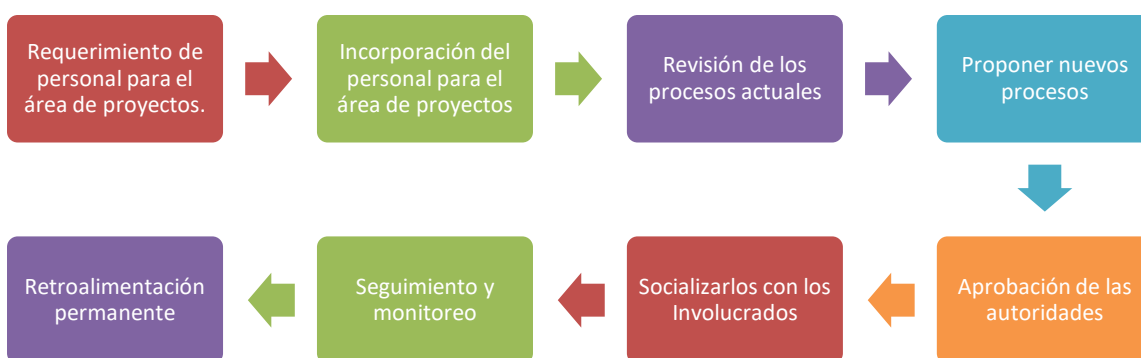 Requerimiento de
personal para el
área de proyectos.
Incorporación del
personal para el
área de proyectos
Revisión de los
procesos actuales
Proponer nuevos
procesos
Aprobación de las
autoridades
Socializarlos con los
Involucrados
Seguimiento y
monitoreo
Retroalimentación
permanente